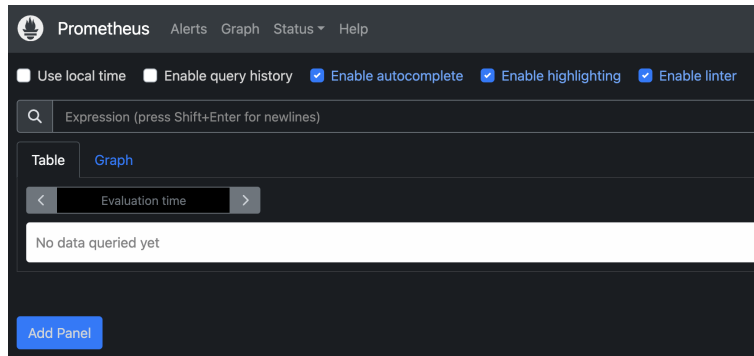 Prometheus Alerts Graph Status Help
Use local time Enable query history Enable autocomplete Enable highlighting Enable linter
Expression (press Shift+Enter for newlines)
Table Graph
Evaluation time
No data queried yet
Add Panel